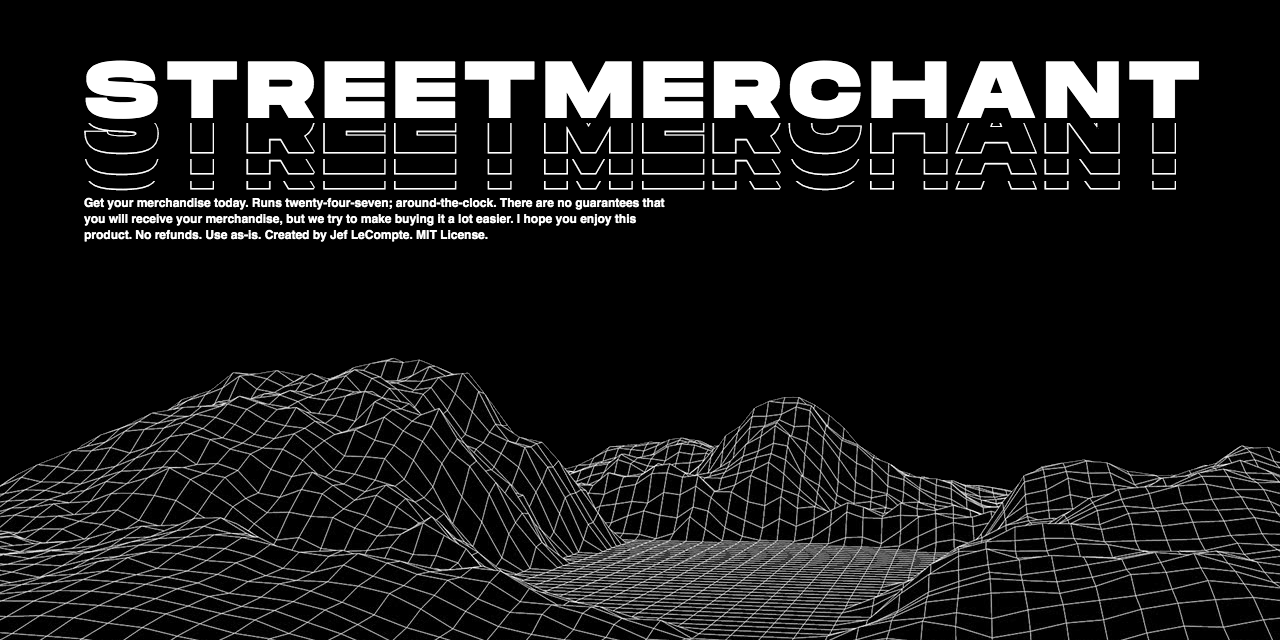 STREETMERCHANT
Get your merchandise today. Runs twenty-four-seven; around-the-clock. There are no guarantees that
you will receive your merchandise, but we try to make buying it a lot easier. I hope you enjoy this
product. No refunds. Use as-is. Created by Jef LeCompte. MIT License.